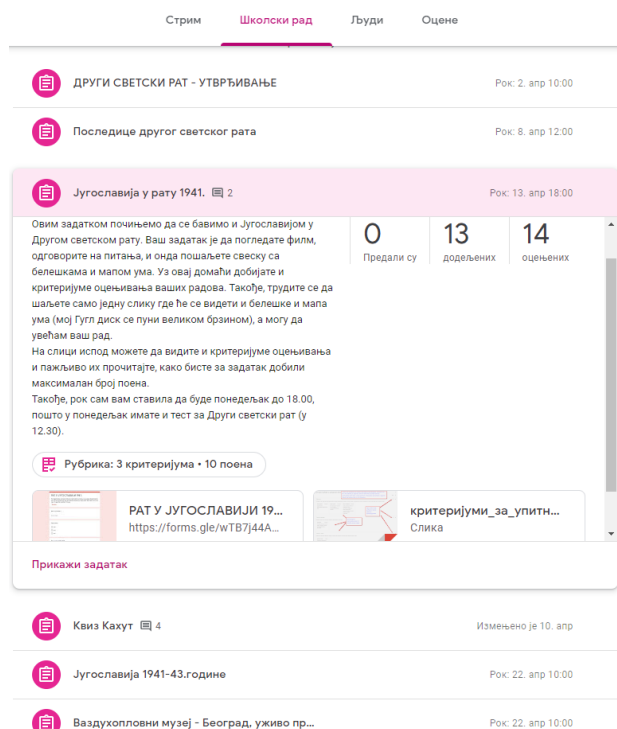 Стрим Школски рад Људи Оцене
ДРУГИ СВЕТСКИ РАТ - УТВРЂИВАЊЕ Рок: 2. апр 10:00
Последице другог светског рата Рок: 8. апр 12:00
Југославија у рату 1941. 2 Рок: 13. апр 18:00
Овим задатком почињемо да се бавимо и Југославијом у
Другом светском рату. Ваш задатак је да погледате филм,
одговорите на питања, и онда пошаљете свеску са
белешкама и мапом ума. Уз овај домаћи добијате и
критеријуме оцењивања ваших радова. Такође, трудите се да
шаљете само једну слику где ће се видети и белешке и мапа
ума (мој Гугл диск се пуни великом брзином), а могу да
увећам ваш рад.
На слици испод можете да видите и критеријуме оцењивања
и пажљиво их прочитајте, како бисте за задатак добили
максималан број поена.
Такође, рок сам вам ставила да буде понедељак до 18.00,
пошто у понедељак имате и тест за Други светски рат (у
12.30).
0 13 14
Предали су додељених оцењених
Рубрика: 3 критеријума • 10 поена
РАТ У ЈУГОСЛАВИЈИ 19...
https://forms.gle/wTB7j44A...
критеријуми_за_упитн...
Слика
Прикажи задатак
Квиз Кахут 4 Измењено је 10. апр
Југославија 1941-43.године Рок: 22. апр 10:00
Ваздухопловни музеј - Београд, уживо пр... Рок: 22. апр 10:00